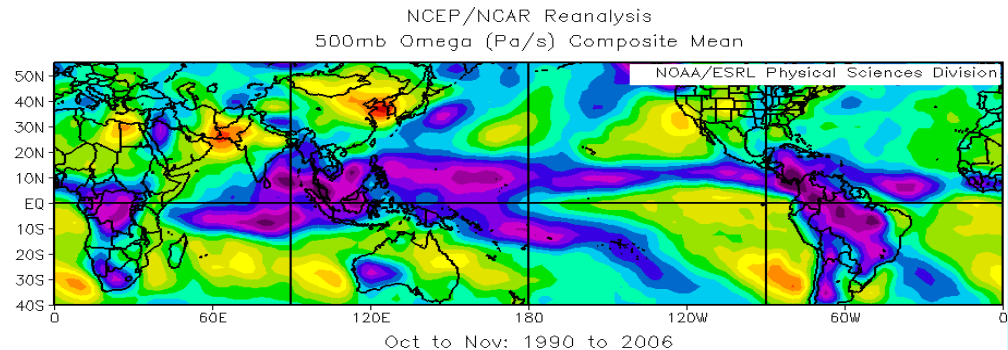 NCEP/NCAR Reanalysis
500mb Omega (Pa/s) Composite Mean
NOAA/ESRL Physical Sciences Division
50N
40N
30N
20N
10N
EQ
10S
20S
30S
40S
0 60E 120E 180 120W 60W 0
Oct to Nov: 1990 to 2006